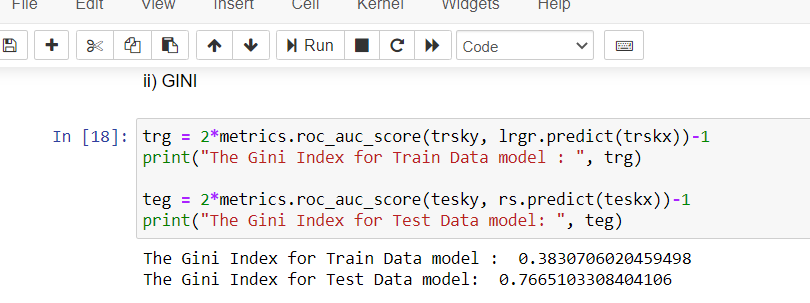 File Edit View Insert Cell Kernel Widgets Help
Run Code
ii) GINI
In [18]: trg = 2*metrics.roc_auc_score(trsky, lrgr.predict(trskx))-1
print("The Gini Index for Train Data model : ", trg)
teg = 2*metrics.roc_auc_score(tesky, rs.predict(teskx))-1
print("The Gini Index for Test Data model: ", teg)
The Gini Index for Train Data model :  0.3830706020459498
The Gini Index for Test Data model:  0.7665103308404106